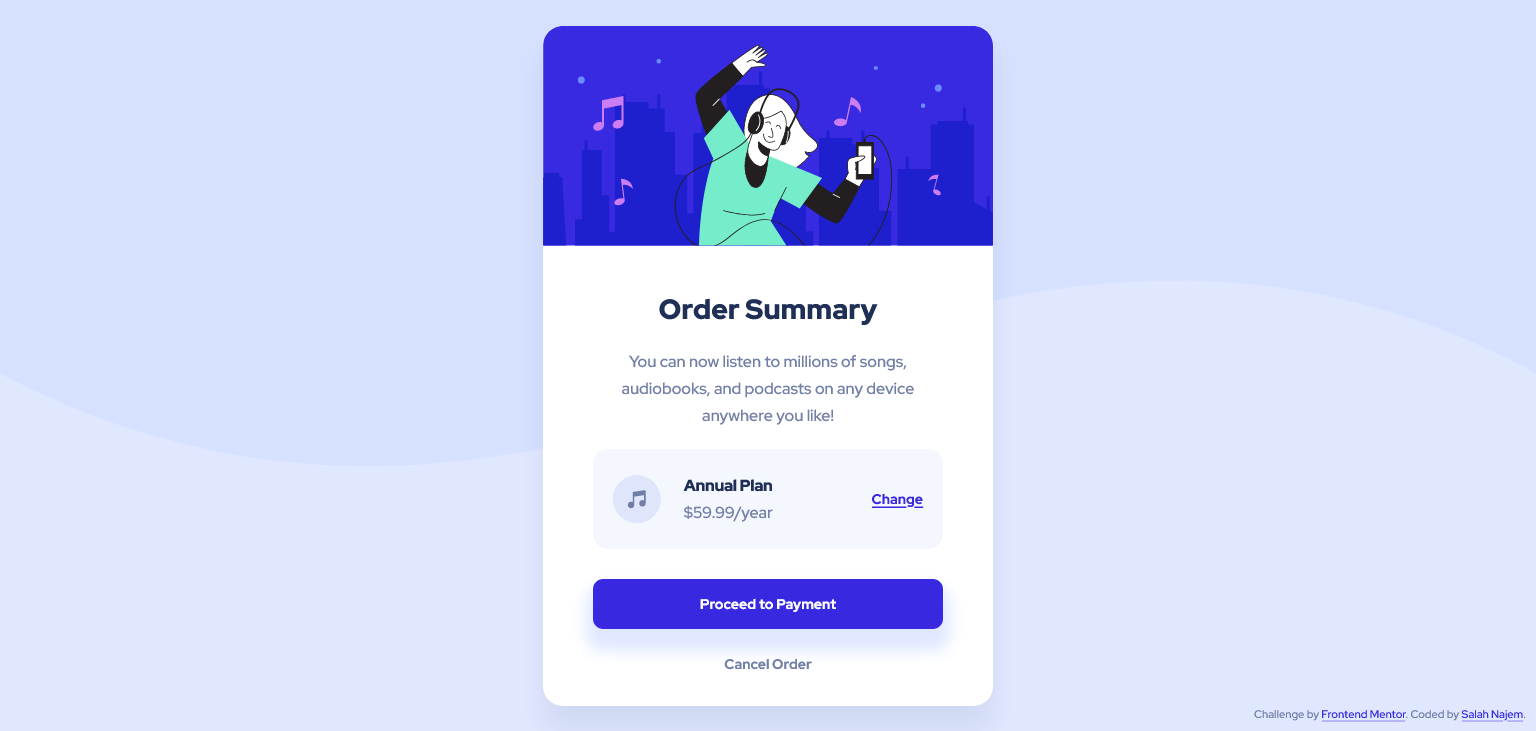 Order Summary
You can now listen to millions of songs,
audiobooks, and podcasts on any device
anywhere you like!
Annual Plan
$59.99/year
Change
Proceed to Payment
Cancel Order
Challenge by Frontend Mentor. Coded by Salah Najem.